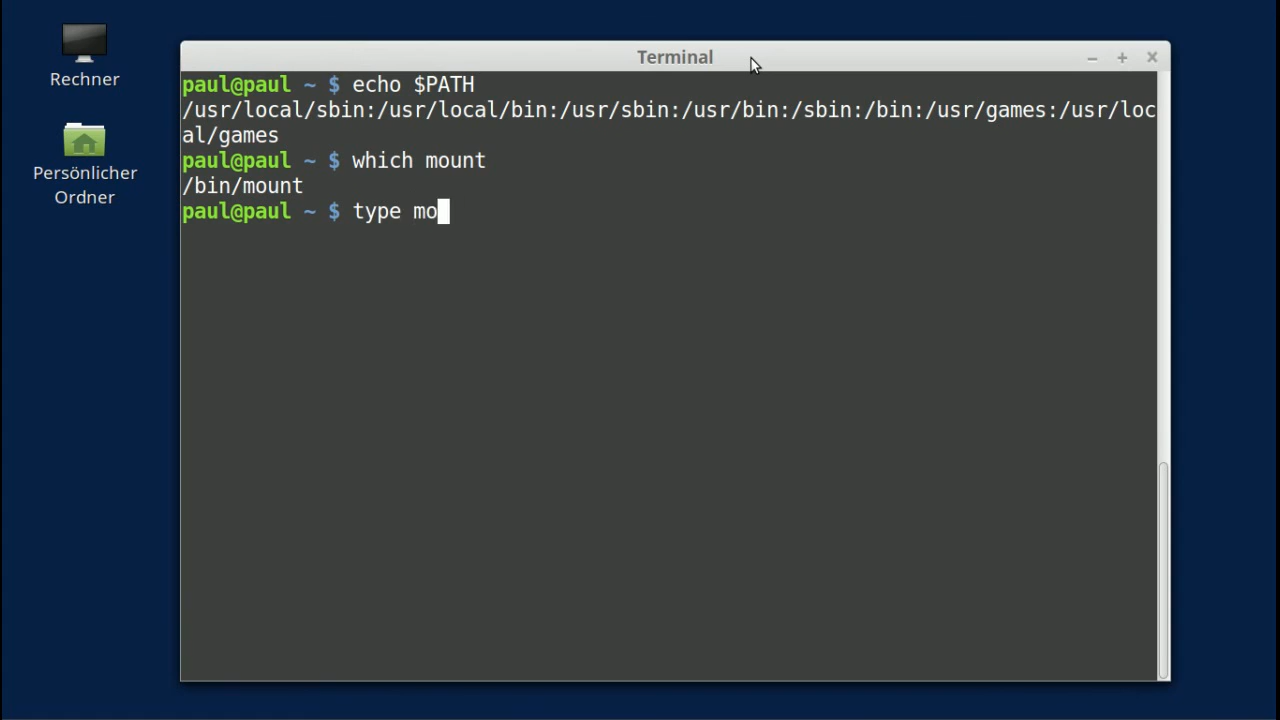 Rechner
Persönlicher
Ordner
Terminal
paul@paul ~ $ echo $PATH
/usr/local/sbin:/usr/local/bin:/usr/sbin:/usr/bin:/sbin:/bin:/usr/games:/usr/loc
al/games
paul@paul ~ $ which mount
/bin/mount
paul@paul ~ $ type mo